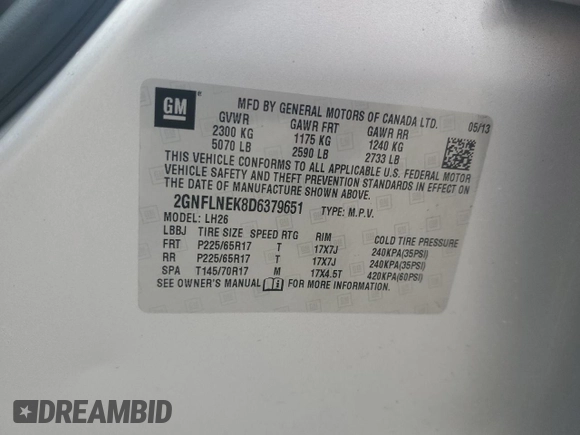 GM
MFD BY GENERAL MOTORS OF CANADA LTD. 05/13
GVWR GAWR FRT GAWR RR
2300 KG 1175 KG 1240 KG
5070 LB 2590 LB 2733 LB
THIS VEHICLE CONFORMS TO ALL APPLICABLE U.S. FEDERAL MOTOR
VEHICLE SAFETY AND THEFT PREVENTION STANDARDS IN EFFECT ON
THE DATE OF MANUFACTURE SHOWN ABOVE.
2GNFLNEK8D6379651 TYPE: M.P.V.
MODEL: LH26
LBBJ TIRE SIZE SPEED RTG RIM COLD TIRE PRESSURE
FRT P225/65R17 T 17X7J 240KPA(35PSI)
RR P225/65R17 T 17X7J 240KPA(35PSI)
SPA T145/70R17 M 17X4.5T 420KPA(60PSI)
SEE OWNER'S MANUAL FOR MORE INFORMATION.
DREAMBID